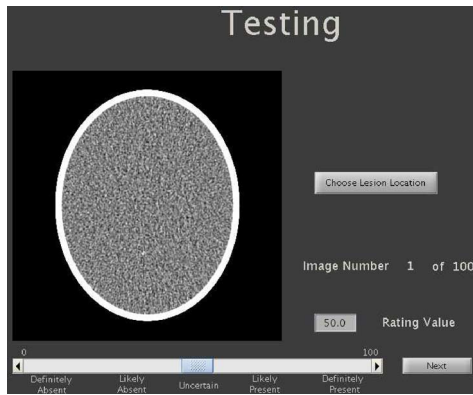 Testing
Choose Lesion Location
Image Number 1 of 100
50.0 Rating Value
0 100
Next
Definitely Absent
Likely Absent
Uncertain
Likely Present
Definitely Present